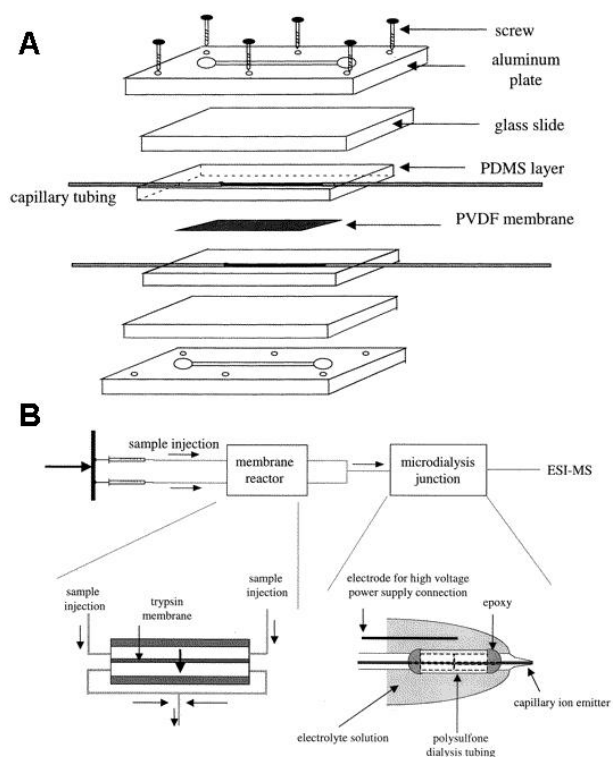 A
screw
aluminum
plate
glass slide
PDMS layer
capillary tubing
PVDF membrane
B
sample injection
membrane
reactor
microdialysis
junction
ESI-MS
sample
injection
trypsin
membrane
sample
injection
electrode for high voltage
power supply connection
epoxy
capillary ion emitter
electrolyte solution
polysulfone
dialysis tubing